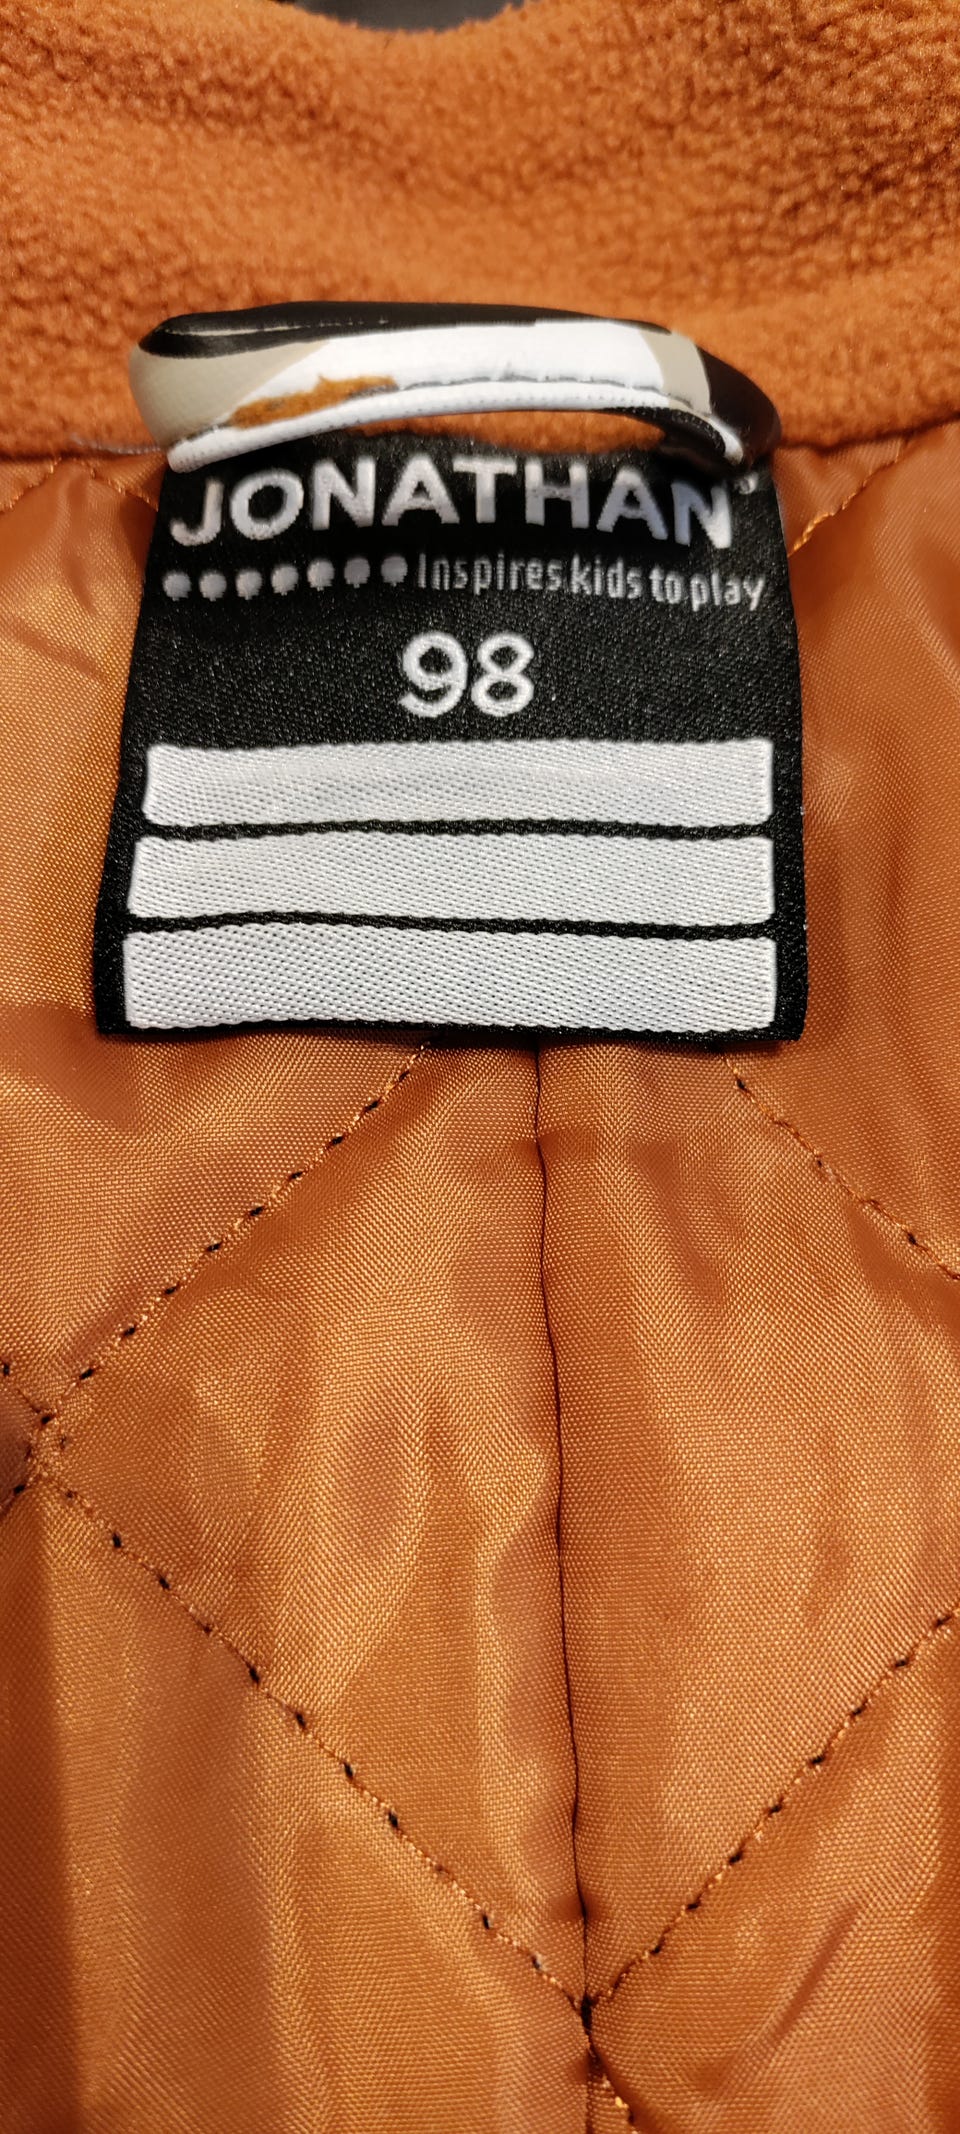 JONATHAN
Inspires kids to play
98